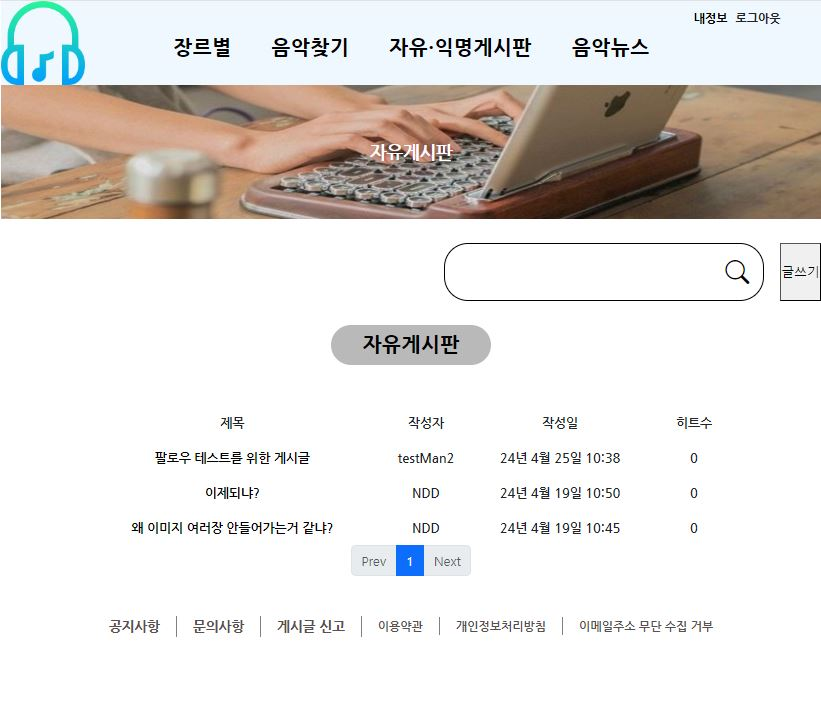 내정보 로그아웃
장르별 음악찾기 자유·익명게시판 음악뉴스
자유게시판
글쓰기
자유게시판
제목 작성자 작성일 히트수
팔로우 테스트를 위한 게시글 testMan2 24년 4월 25일 10:38 0
이제되냐? NDD 24년 4월 19일 10:50 0
왜 이미지 여러장 안들어가는거 같냐? NDD 24년 4월 19일 10:45 0
Prev 1 Next
공지사항 문의사항 게시글 신고 이용약관 개인정보처리방침 이메일주소 무단 수집 거부